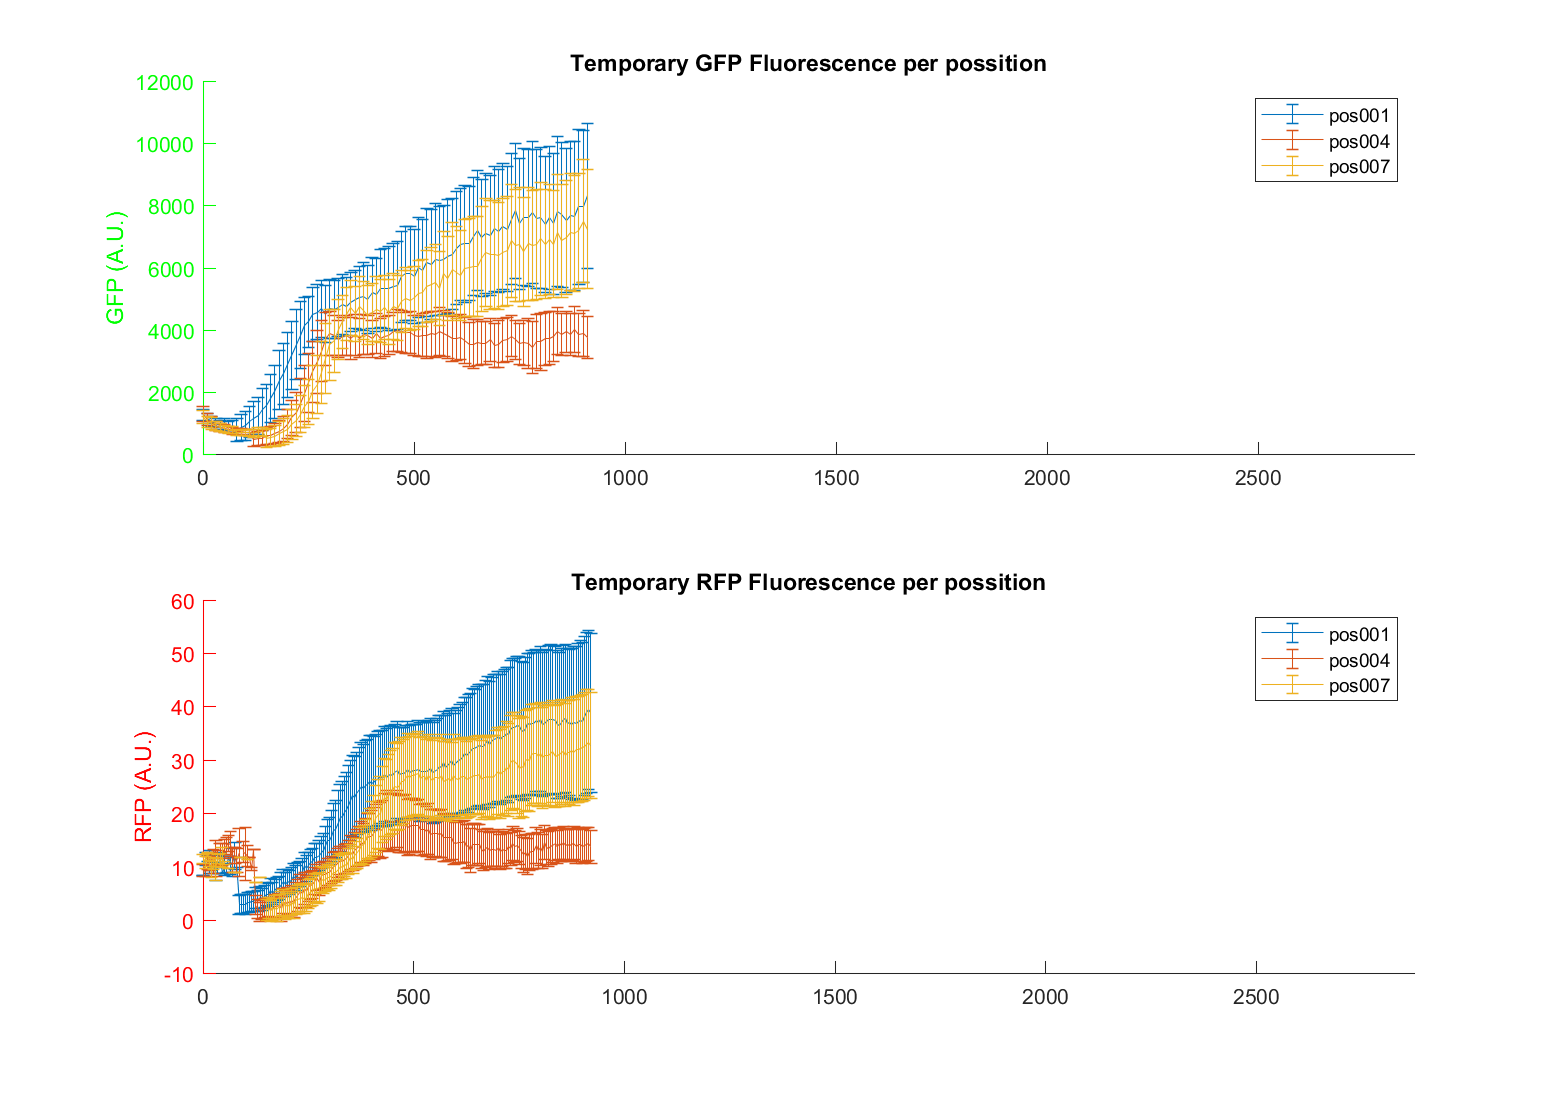 Temporary GFP Fluorescence per possition
12000
10000
8000
6000
4000
2000
0
GFP (A.U.)
0 500 1000 1500 2000 2500
pos001
pos004
pos007
Temporary RFP Fluorescence per possition
60
50
40
30
20
10
0
-10
RFP (A.U.)
0 500 1000 1500 2000 2500
pos001
pos004
pos007